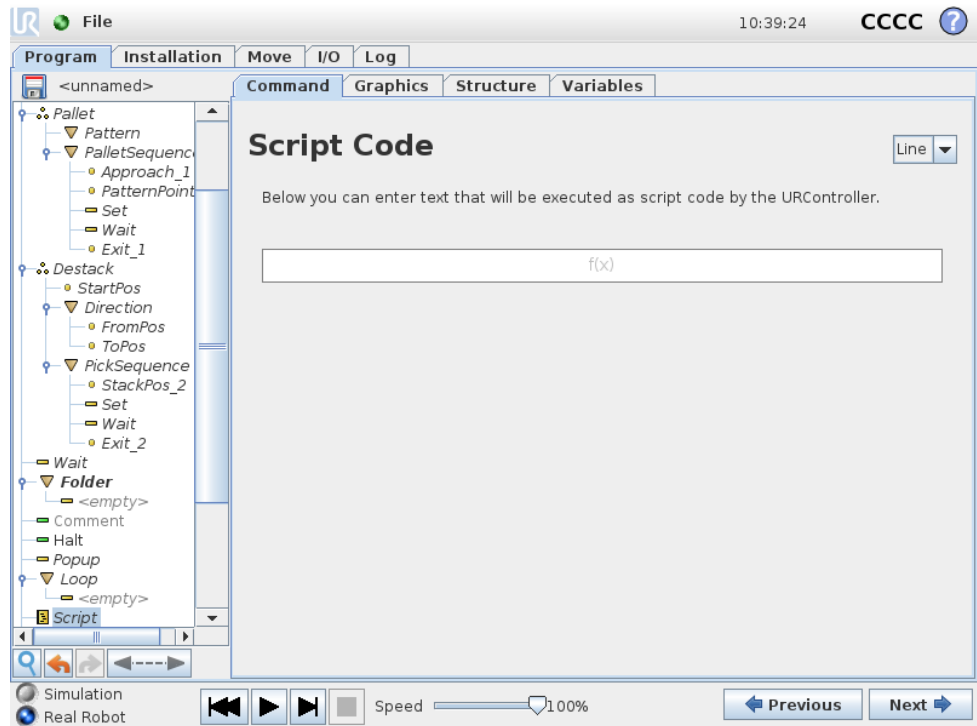 UR File 10:39:24 CCCC ?
Program Installation Move I/O Log
<unnamed>
Command Graphics Structure Variables
Pallet
Pattern
PalletSequenc
Approach_1
PatternPoint
Set
Wait
Exit_1
Destack
StartPos
Direction
FromPos
ToPos
PickSequence
StackPos_2
Set
Wait
Exit_2
Wait
Folder
<empty>
Comment
Halt
Popup
Loop
<empty>
Script
Script Code
Line
Below you can enter text that will be executed as script code by the URController.
f(x)
Simulation
Real Robot
Speed 100%
Previous Next